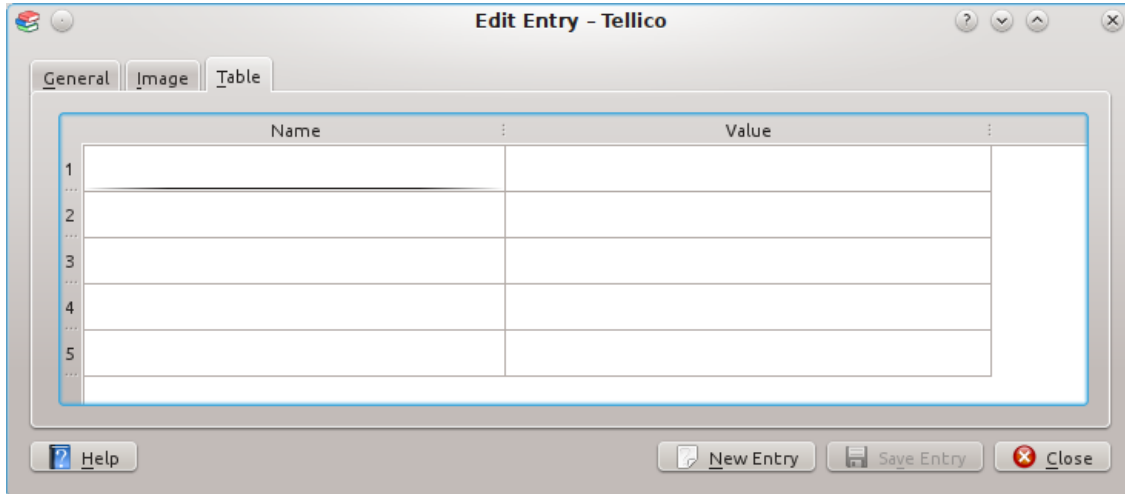 Edit Entry – Tellico
General Image Table
Name Value
1
2
3
4
5
Help New Entry Save Entry Close